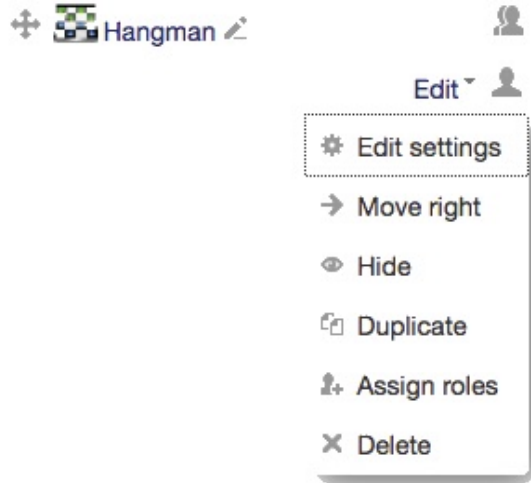 Hangman
Edit
Edit settings
Move right
Hide
Duplicate
Assign roles
Delete